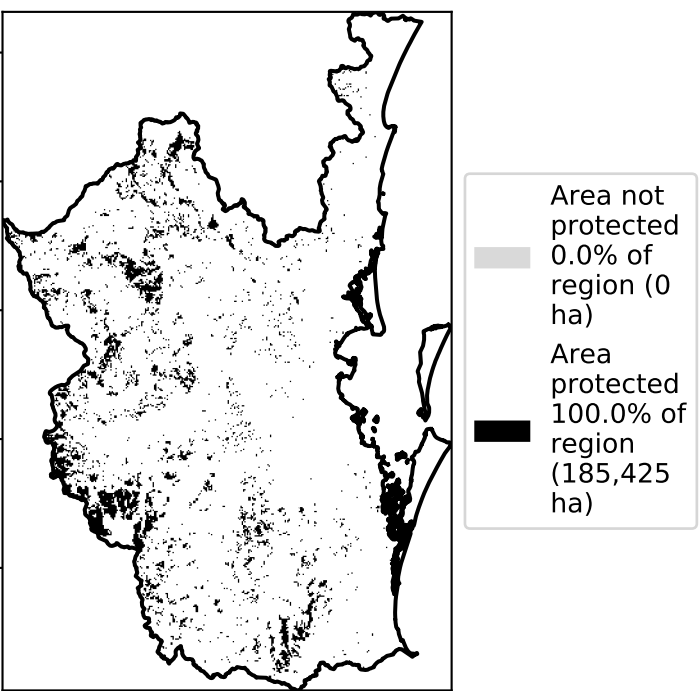 Area not
protected
0.0% of
region (0
ha)
Area
protected
100.0% of
region
(185,425
ha)